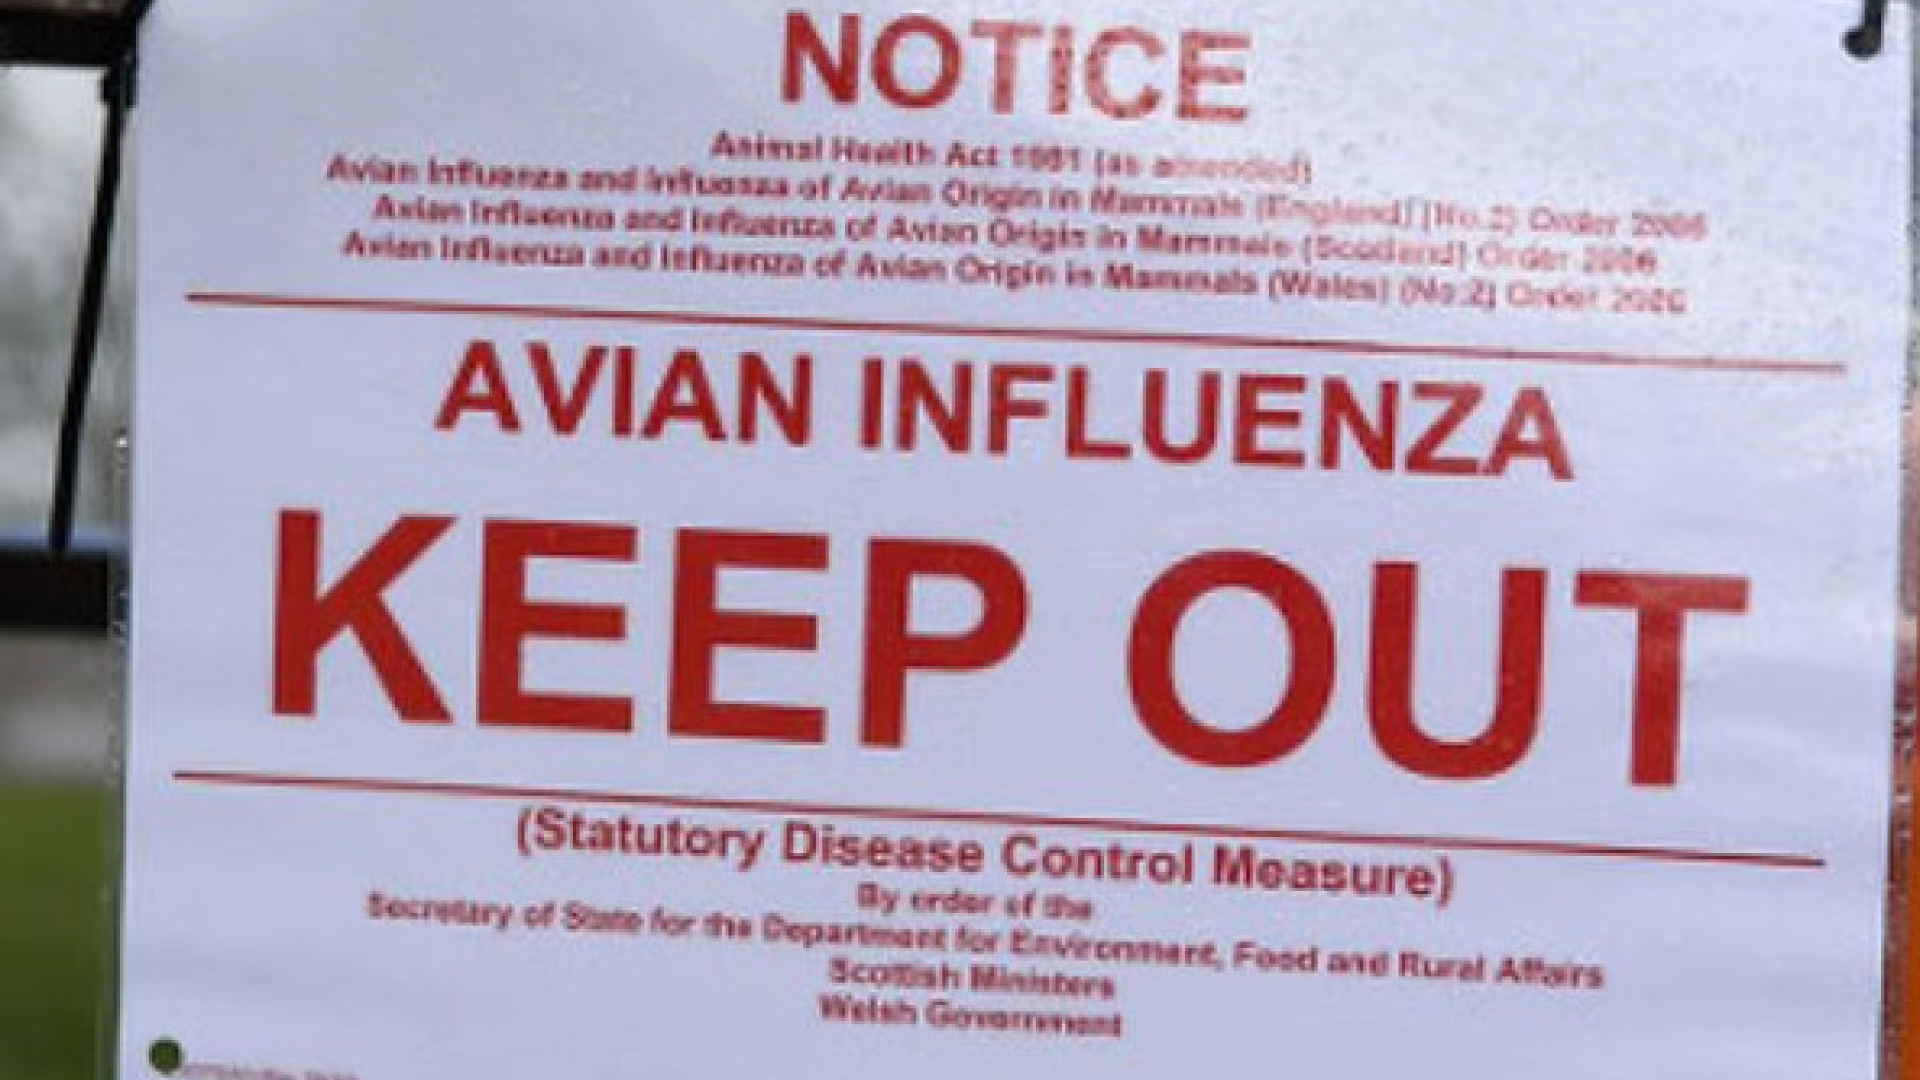 NOTICE
Animal Health Act 1981 (as amended)
Avian Influenza and Influenza of Avian Origin in Mammals (England) (No.2) Order 2006
Avian Influenza and Influenza of Avian Origin in Mammals (Scotland) Order 2006
Avian Influenza and Influenza of Avian Origin in Mammals (Wales) (No.2) Order 2006
AVIAN INFLUENZA
KEEP OUT
(Statutory Disease Control Measure)
By order of the
Secretary of State for the Department for Environment, Food and Rural Affairs
Scottish Ministers
Welsh Government